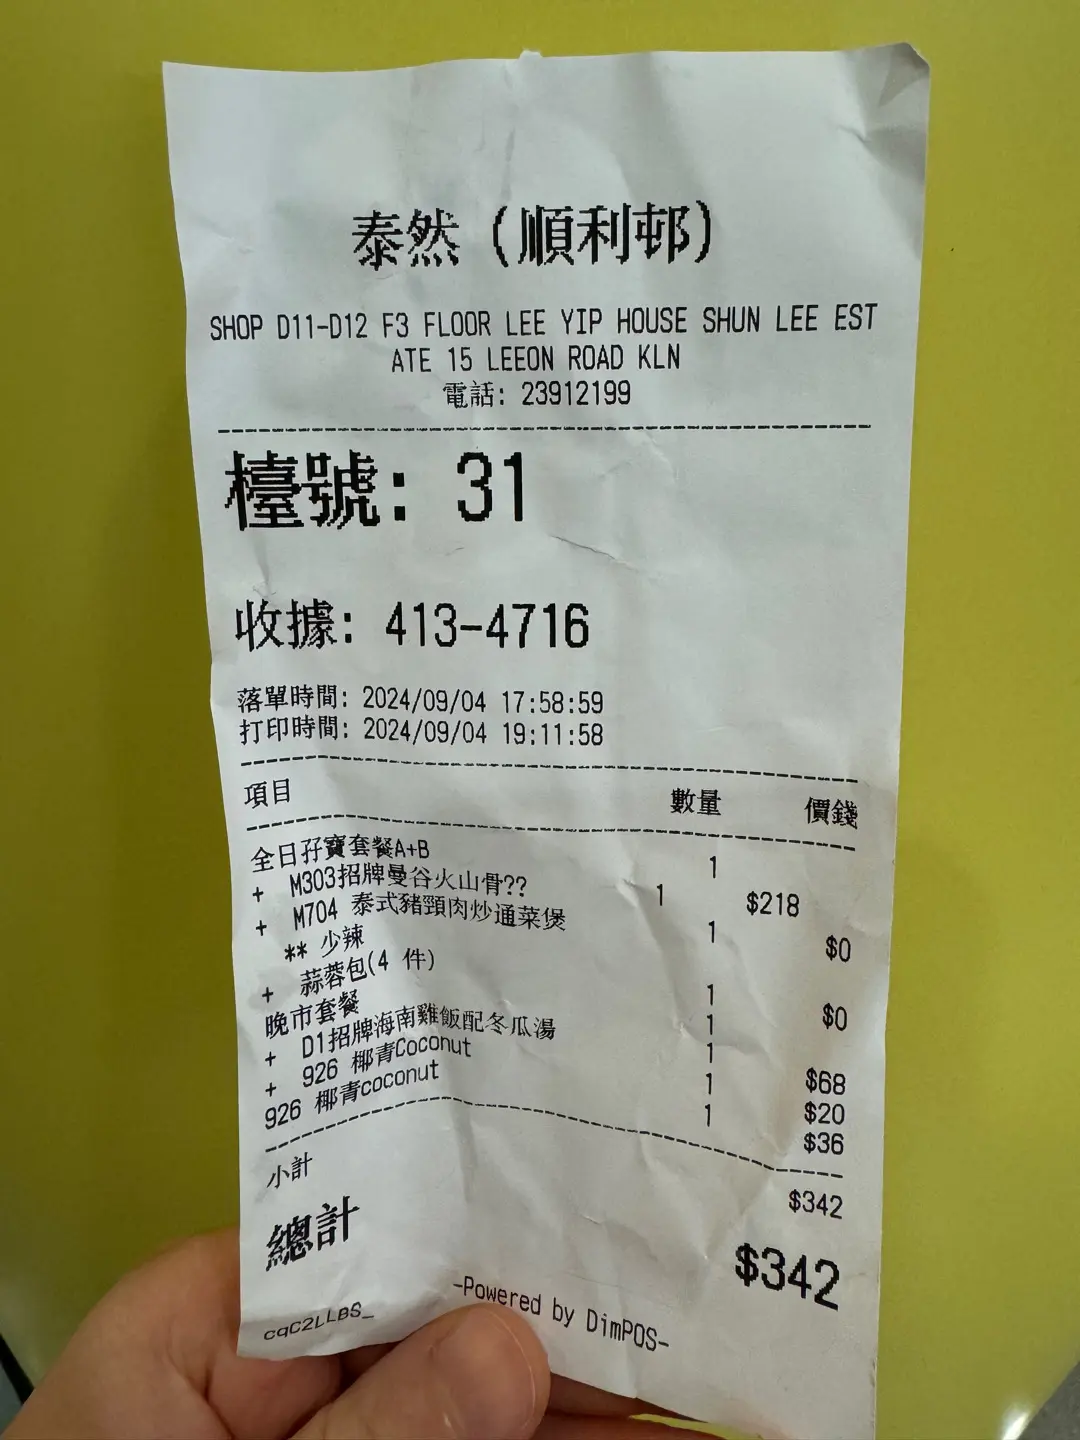 泰然(順利邨)
SHOP D11-D12 F3 FLOOR LEE YIP HOUSE SHUN LEE EST
ATE 15 LEEON ROAD KLN
電話: 23912199
檯號: 31
收據: 413-4716
落單時間: 2024/09/04 17:58:59
打印時間: 2024/09/04 19:11:58
項目 數量 價錢
全日孖寶套餐A+B 1
+ M303招牌曼谷火山骨?? 1 $218
+ M704 泰式豬頸肉炒通菜煲 1 $0
** 少辣
+ 蒜蓉包(4 件) 1 $0
晚市套餐 1
+ D1招牌海南雞飯配冬瓜湯 1 $68
+ 926 椰青Coconut 1 $20
926 椰青coconut 1 $36
小計 $342
總計 $342
-Powered by DimPOS-
cqC2LLBS_